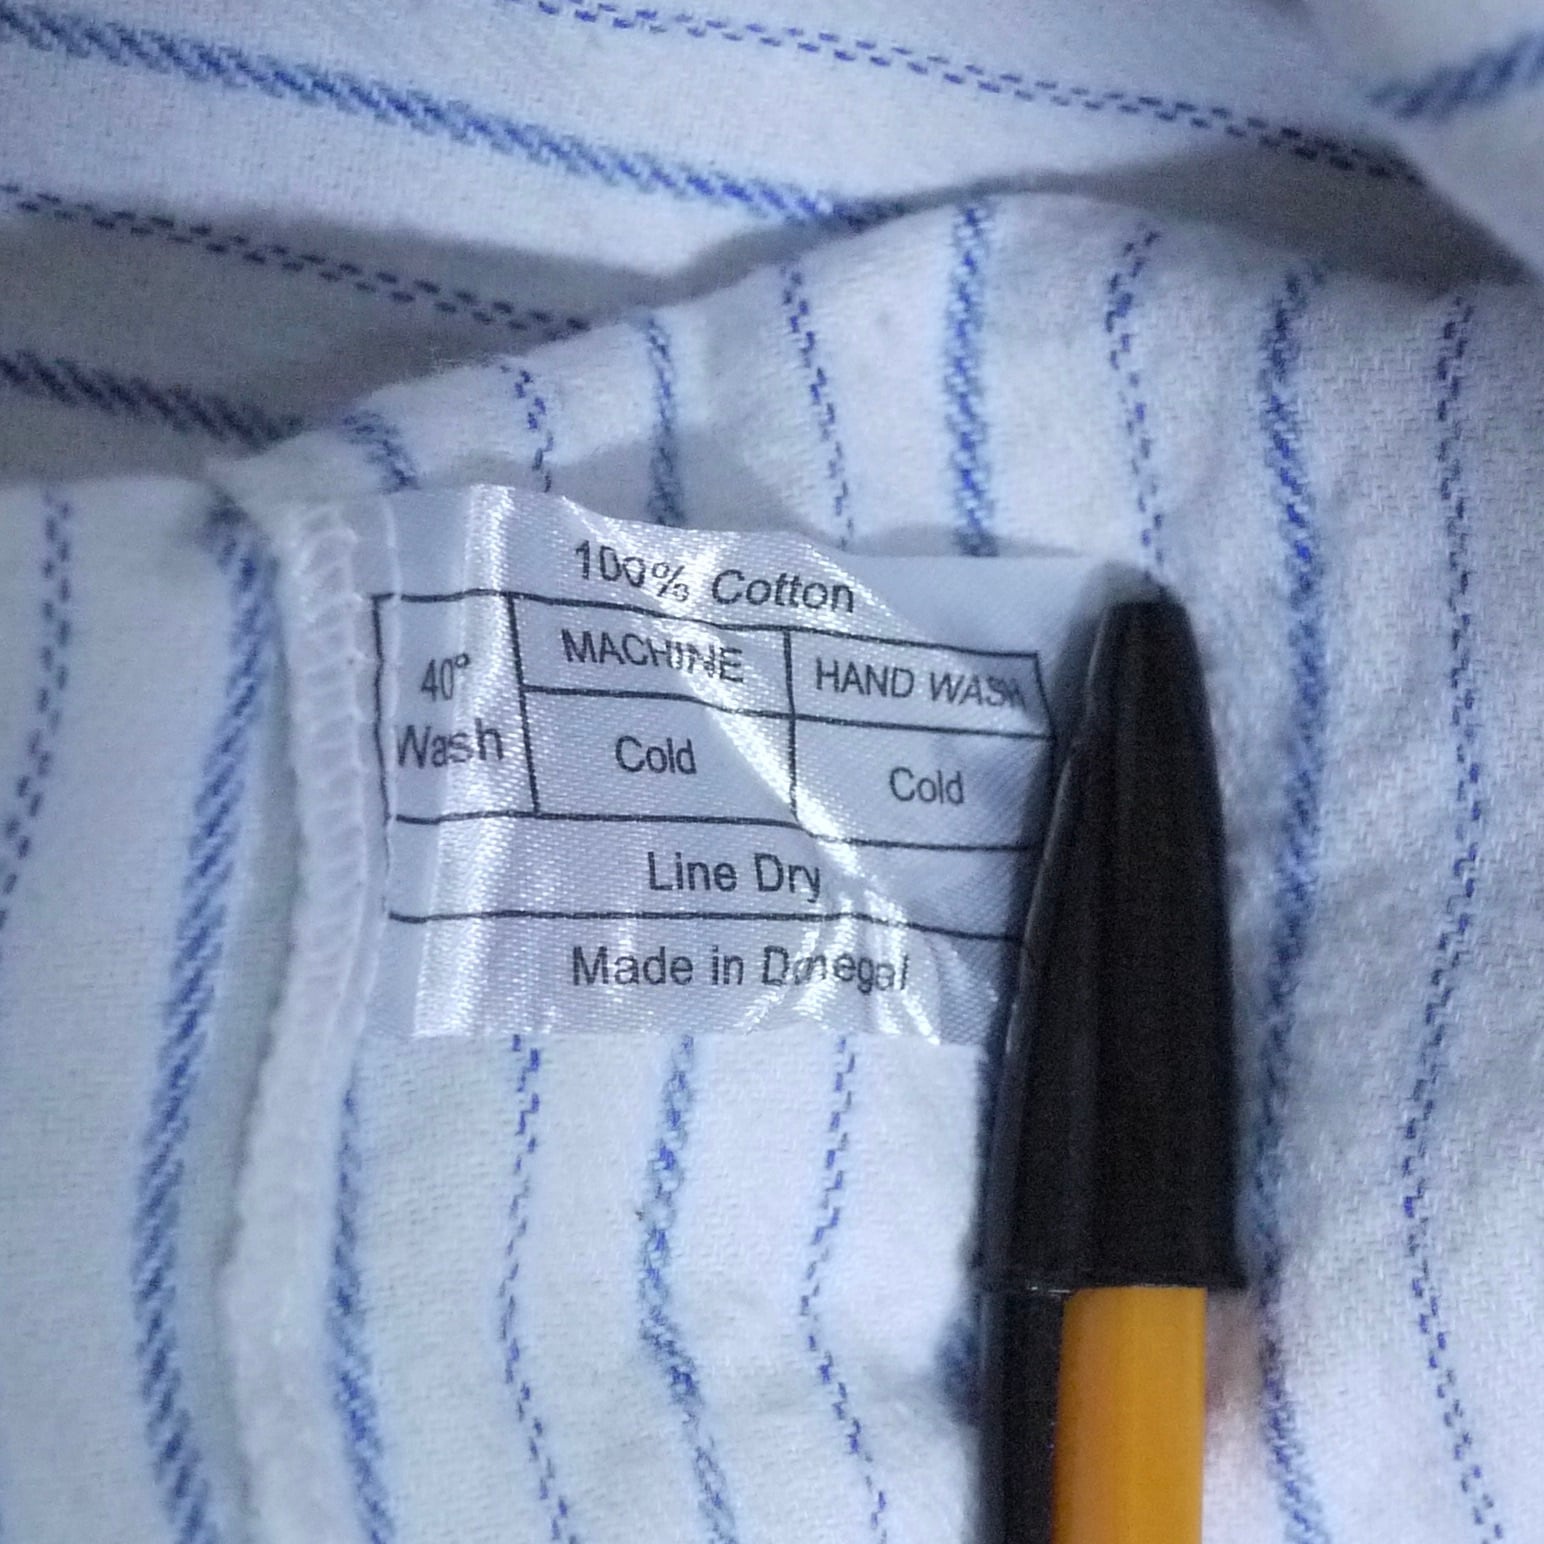 100% Cotton
40° Wash
MACHINE
HAND WASH
Cold
Cold
Line Dry
Made in Donegal